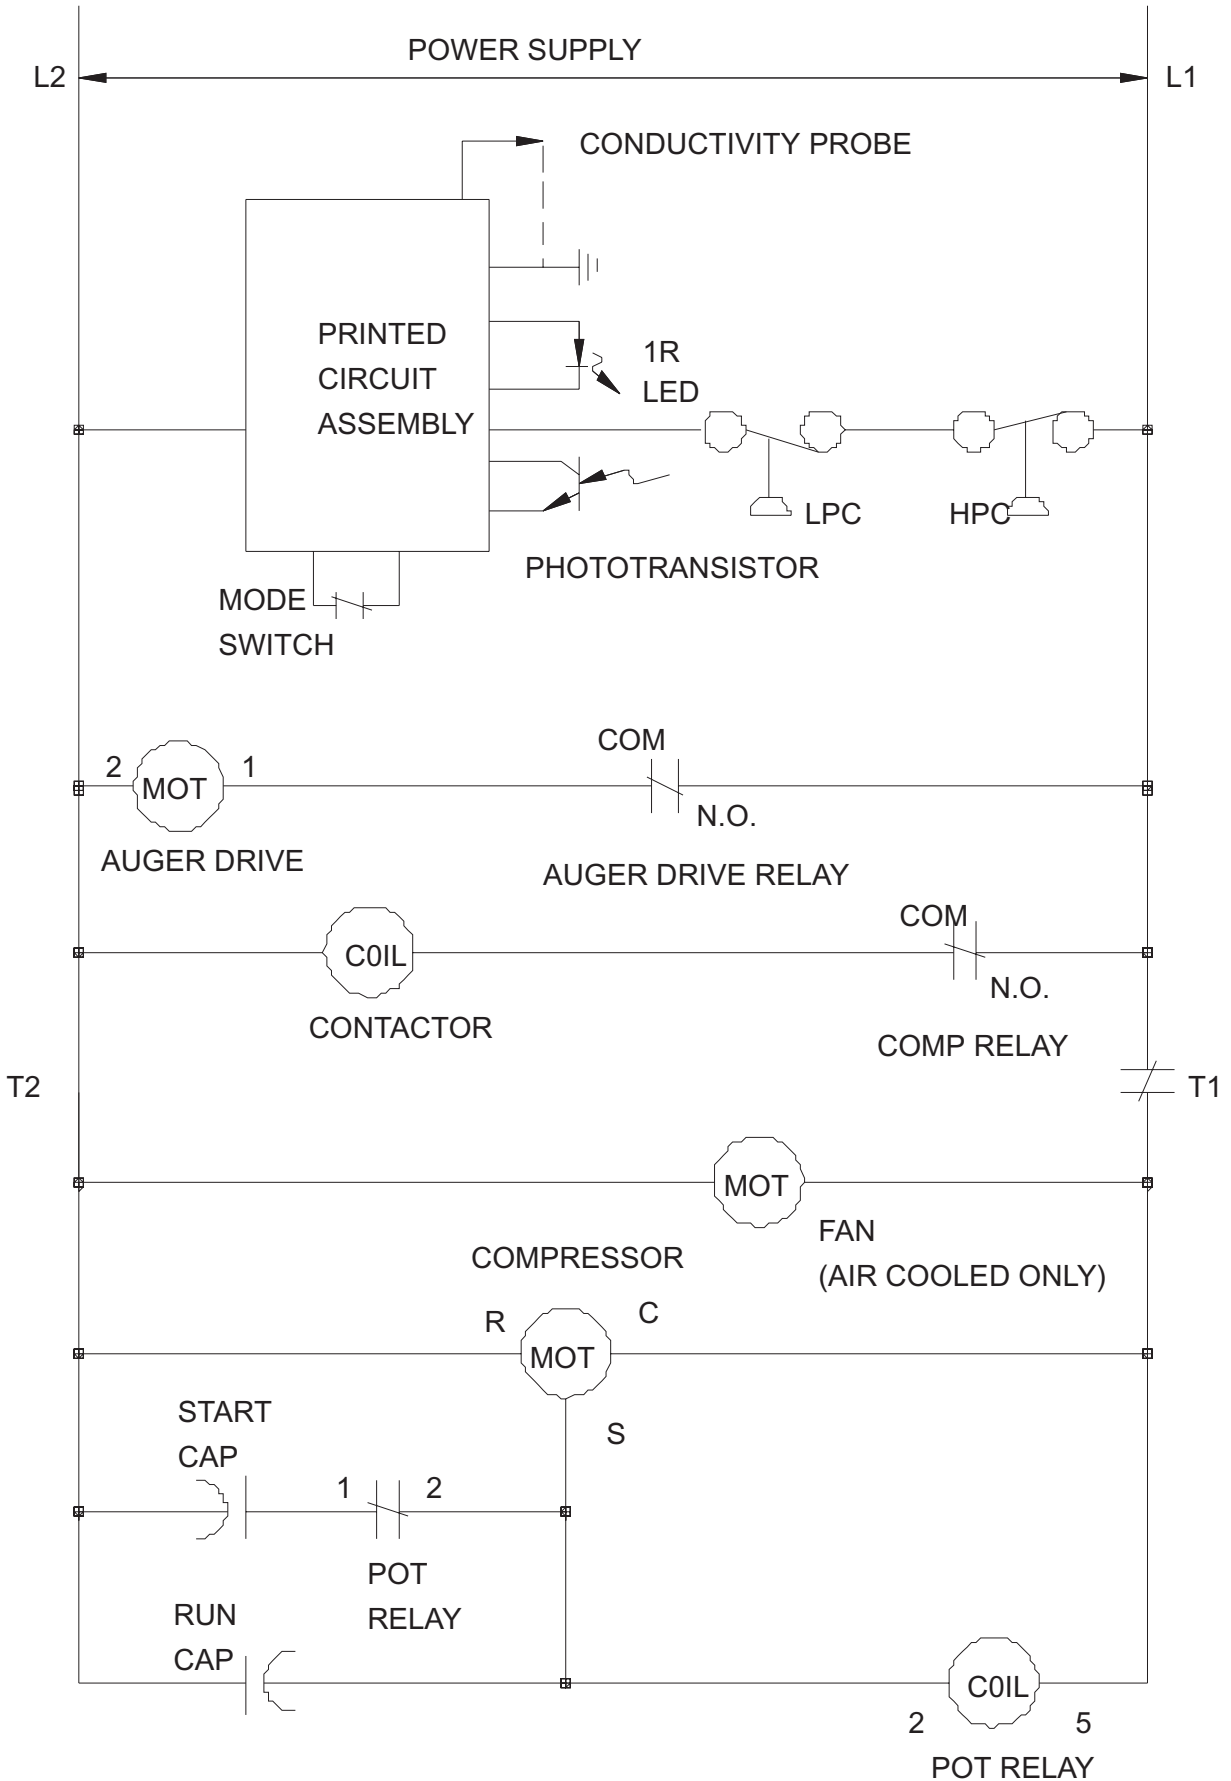 POWER SUPPLY
L2
L1
CONDUCTIVITY PROBE
PRINTED
CIRCUIT
ASSEMBLY
1R
LED
LPC
HPC
PHOTOTRANSISTOR
MODE
SWITCH
COM
2
MOT
1
N.O.
AUGER DRIVE
AUGER DRIVE RELAY
COM
C0IL
N.O.
CONTACTOR
COMP RELAY
T2
T1
MOT
FAN
(AIR COOLED ONLY)
COMPRESSOR
R
C
MOT
S
START
CAP
1
2
POT
RELAY
RUN
CAP
C0IL
2
5
POT RELAY